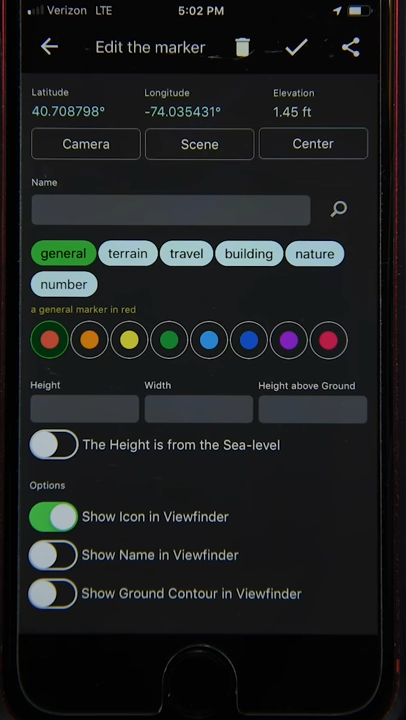 Verizon LTE 5:02 PM
Edit the marker
Latitude Longitude Elevation
40.708798° -74.035431° 1.45 ft
Camera Scene Center
Name
general terrain travel building nature
number
a general marker in red
Height Width Height above Ground
The Height is from the Sea-level
Options
Show Icon in Viewfinder
Show Name in Viewfinder
Show Ground Contour in Viewfinder